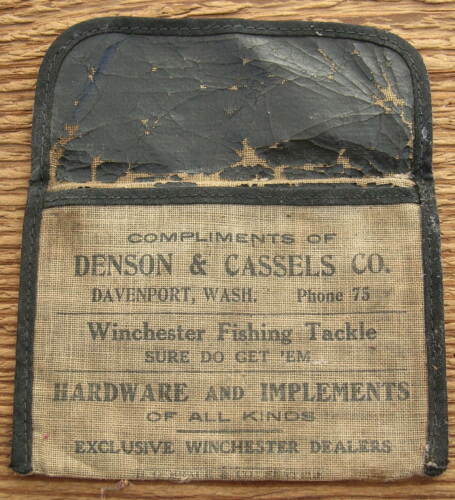 COMPLIMENTS OF
DENSON & CASSELS CO.
DAVENPORT, WASH. Phone 75
Winchester Fishing Tackle
SURE DO GET 'EM
HARDWARE AND IMPLEMENTS
OF ALL KINDS
EXCLUSIVE WINCHESTER DEALERS